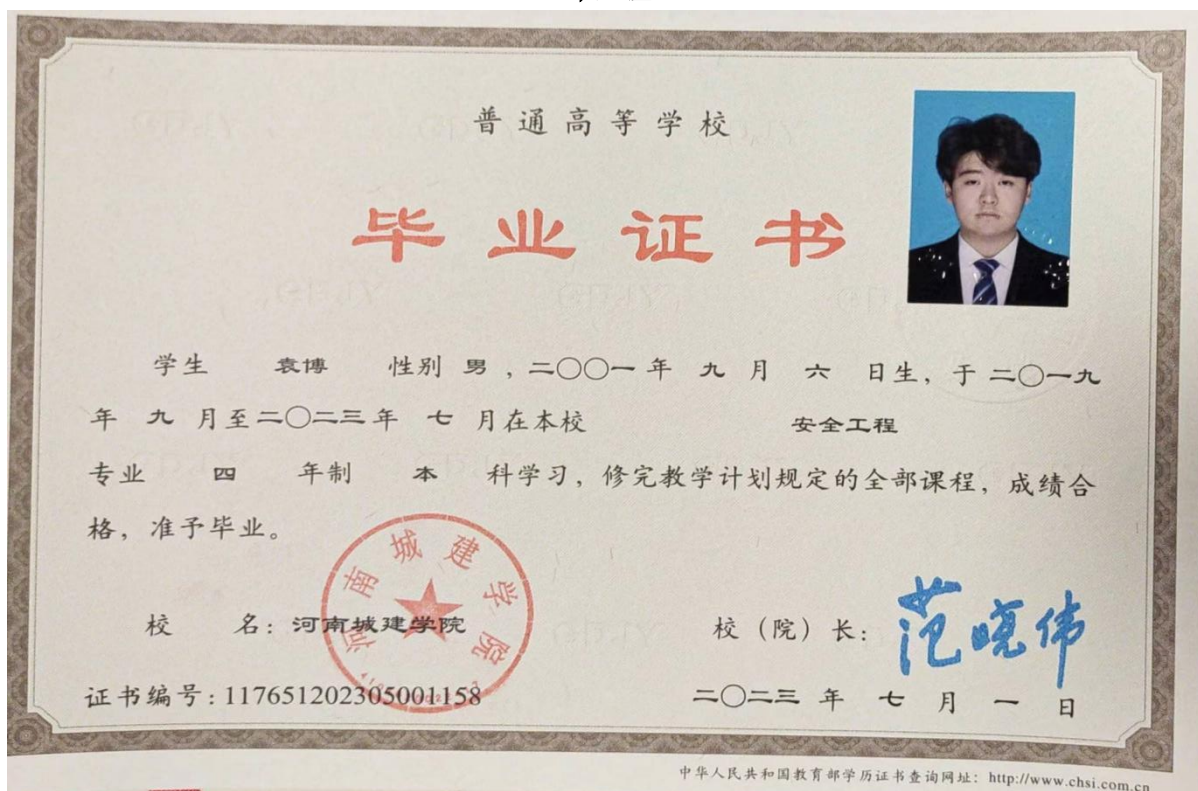 普通高等学校
毕业证书
学生 袁博 性别 男，二〇〇一年 九 月 六 日生，于二〇一九
年 九 月至二〇二三年 七 月在本校 安全工程
专业 四 年制 本 科学习，修完教学计划规定的全部课程，成绩合
格，准予毕业。
河南城建学院
校 名：河南城建学院
校（院）长：范晓伟
证书编号：117651202305001158
二〇二三 年 七 月 一 日
中华人民共和国教育部学历证书查询网址：http://www.chsi.com.cn